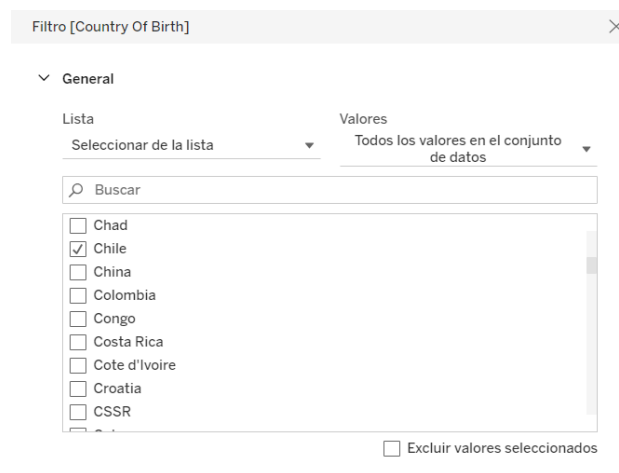 Filtro [Country Of Birth]
General
Lista
Valores
Seleccionar de la lista
Todos los valores en el conjunto
de datos
Buscar
Chad
Chile
China
Colombia
Congo
Costa Rica
Cote d'Ivoire
Croatia
CSSR
Excluir valores seleccionados